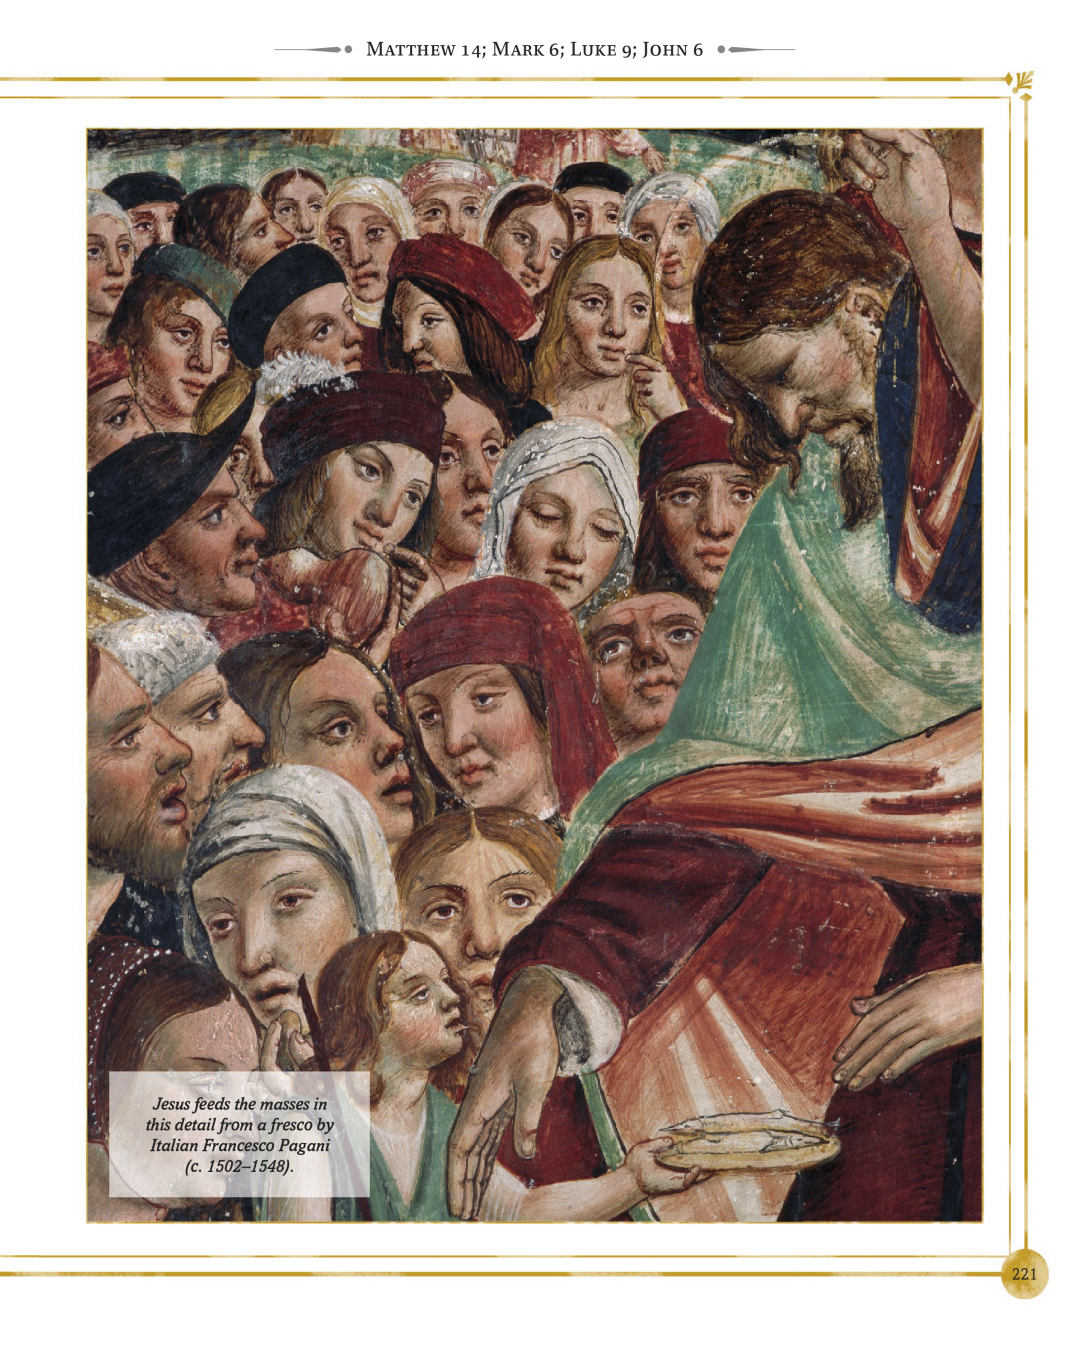 Matthew 14; Mark 6; Luke 9; John 6
Jesus feeds the masses in
this detail from a fresco by
Italian Francesco Pagani
(c. 1502–1548).
221